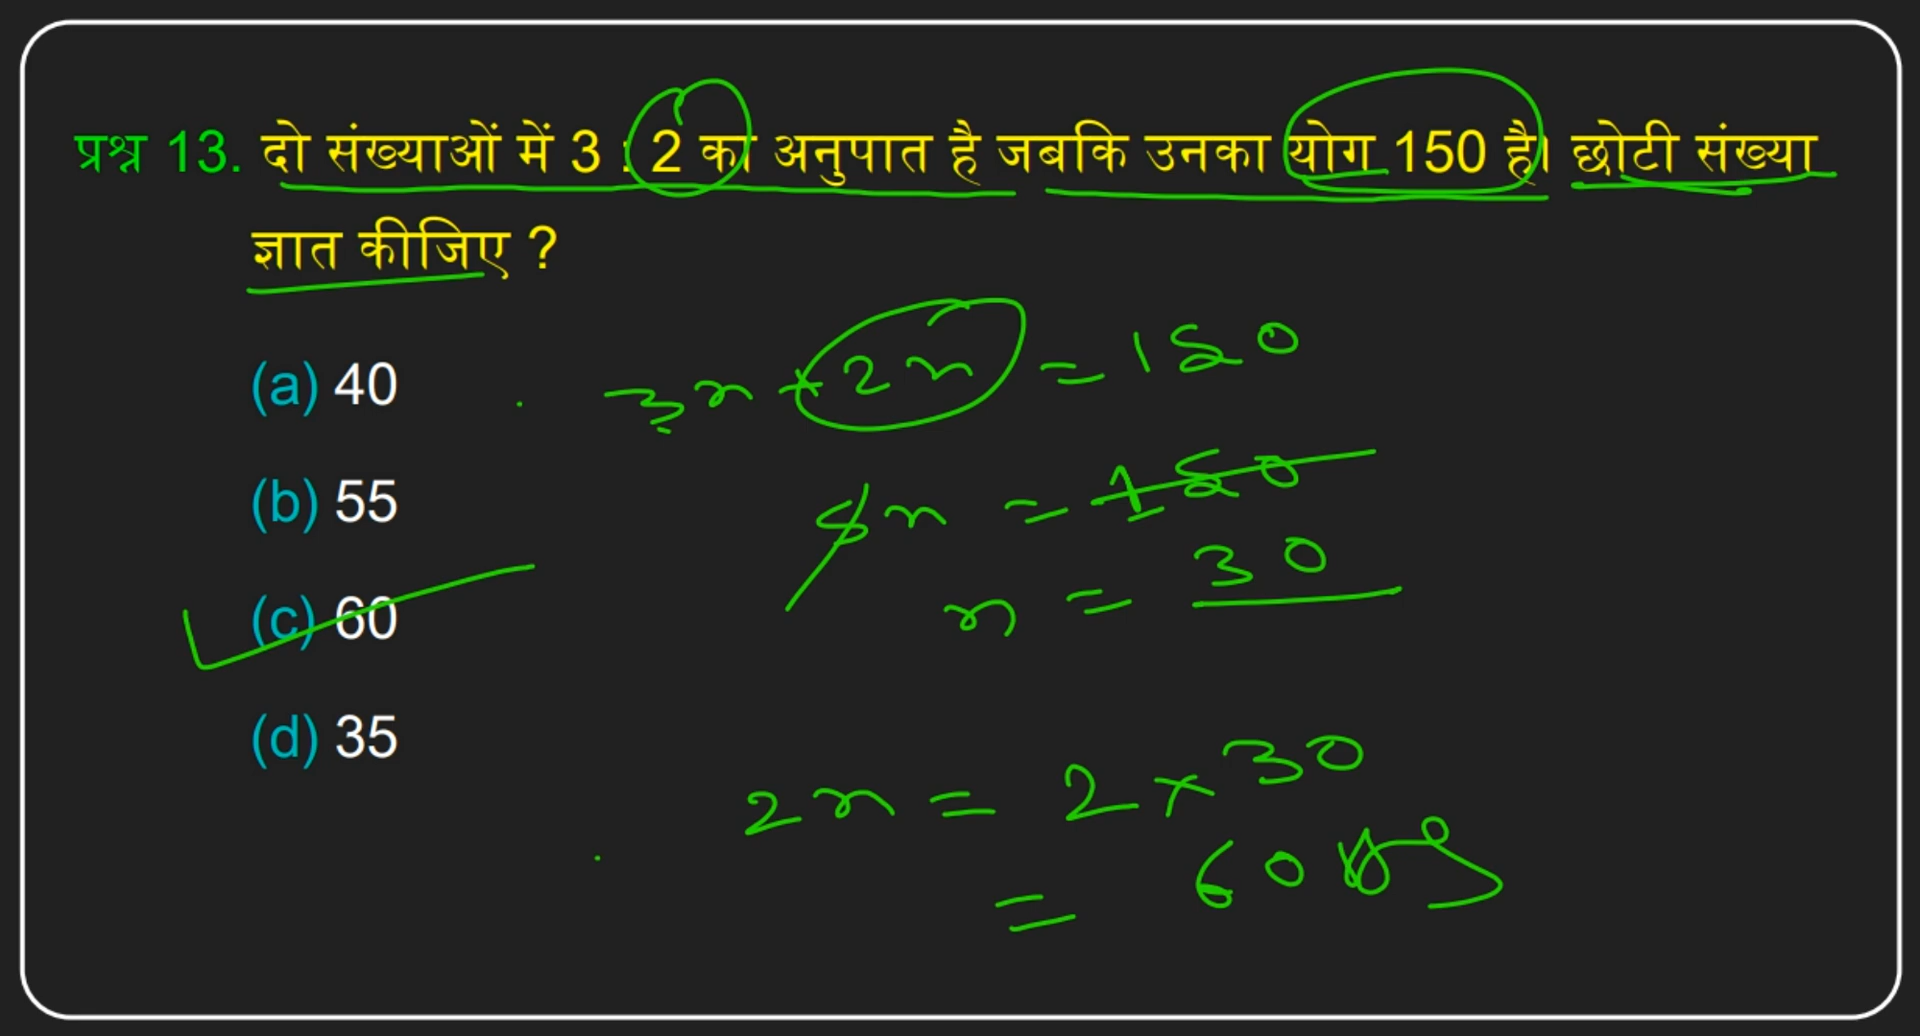 प्रश्न 13. दो संख्याओं में 3 : 2 का अनुपात है जबकि उनका योग 150 है। छोटी संख्या
ज्ञात कीजिए ?
(a) 40
3x + 2x = 150
(b) 55
5x = 150
x = 30
(c) 60
(d) 35
2x = 2 × 30
= 60